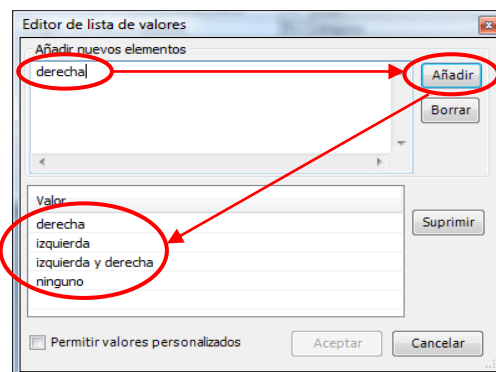 Editor de lista de valores
Añadir nuevos elementos
derecha
Añadir
Borrar
Valor
derecha
izquierda
izquierda y derecha
ninguno
Suprimir
Permitir valores personalizados
Aceptar
Cancelar